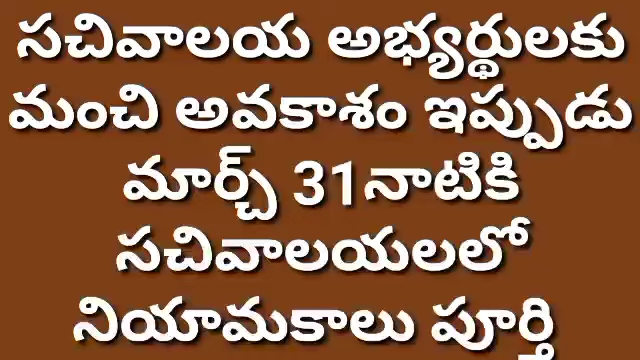 సచివాలయ అభ్యర్థులకు
మంచి అవకాశం ఇప్పుడు
మార్చ్ 31నాటికి
సచివాలయలలో
నియామకాలు పూర్తి